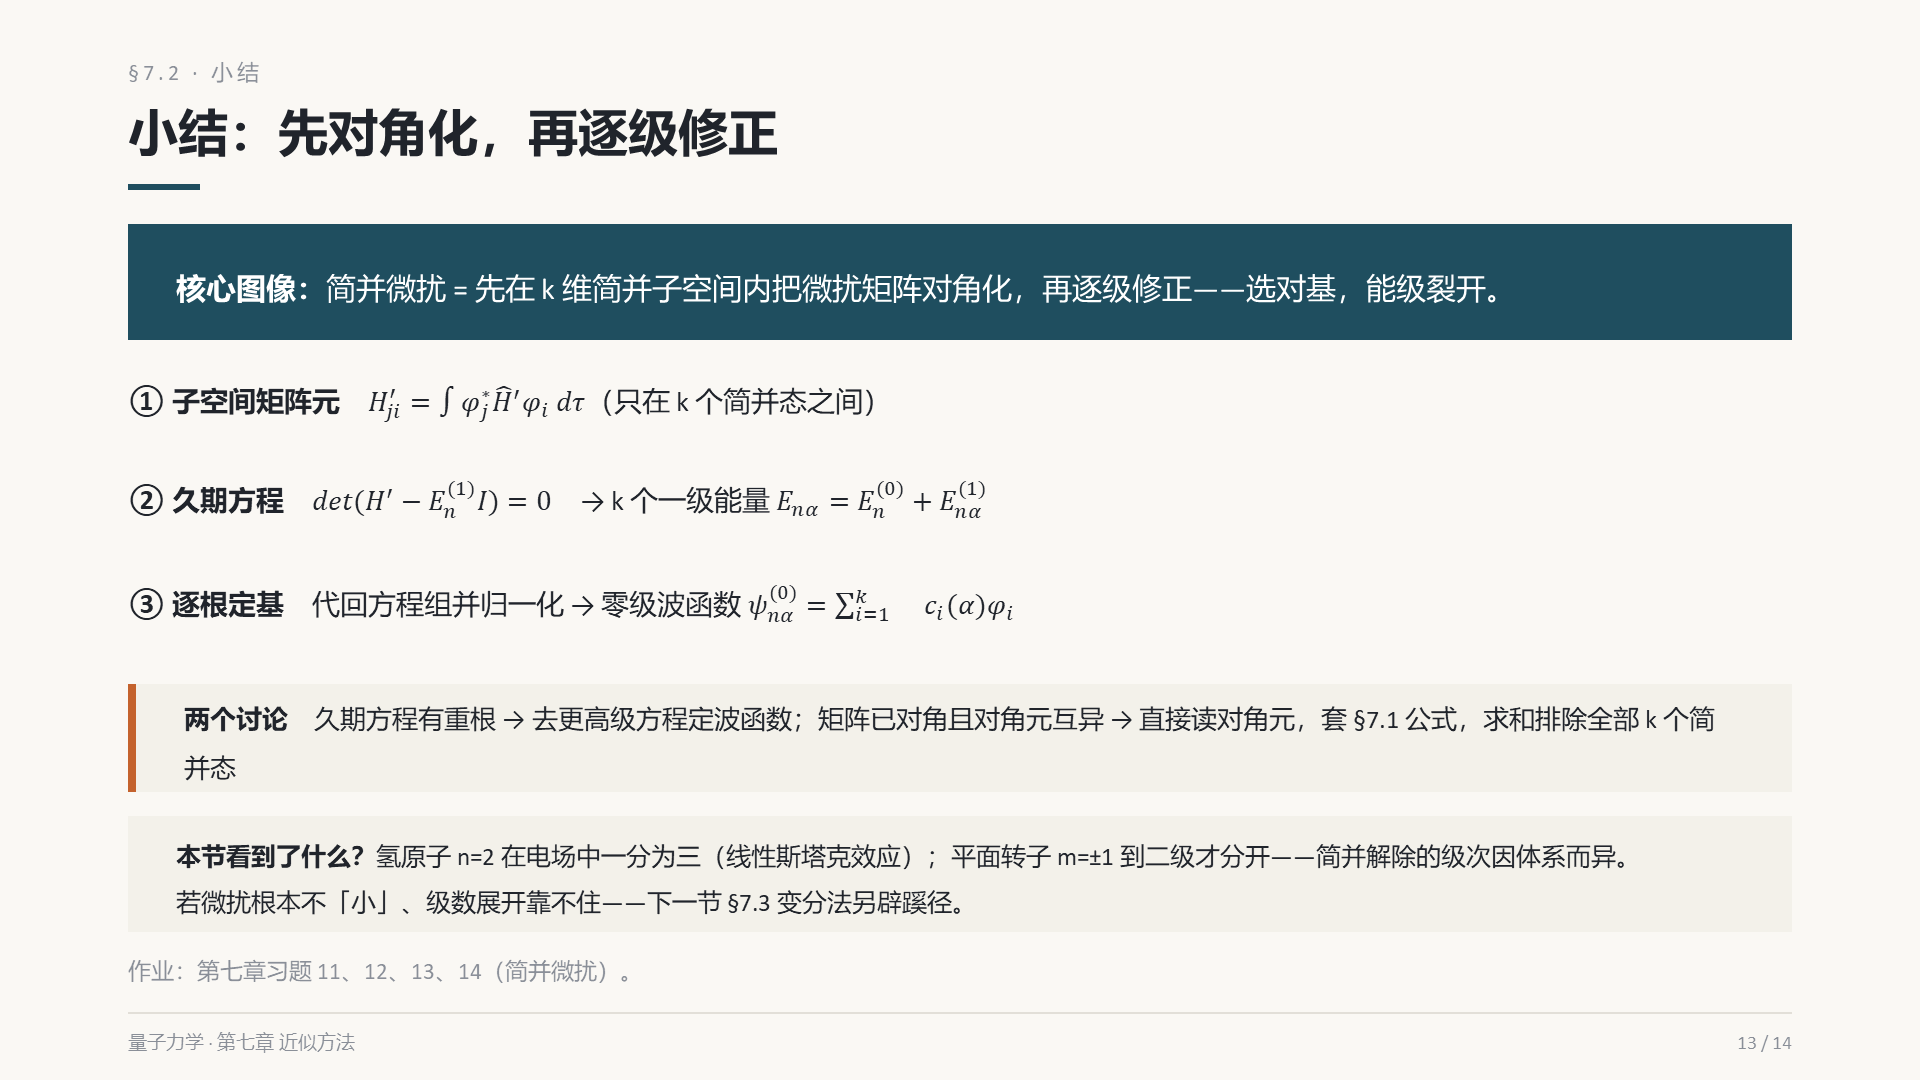 §7.2 · 小结
小结：先对角化，再逐级修正
核心图像：简并微扰 = 先在 k 维简并子空间内把微扰矩阵对角化，再逐级修正——选对基，能级裂开。
① 子空间矩阵元 H′_{ji} = ∫ φ_j^* Ĥ′φ_i dτ（只在 k 个简并态之间）
② 久期方程 det(H′ − E_n^{(1)} I) = 0 → k 个一级能量 E_{nα} = E_n^{(0)} + E_{nα}^{(1)}
③ 逐根定基 代回方程组并归一化 → 零级波函数 ψ_{nα}^{(0)} = ∑_{i=1}^{k} c_i(α)φ_i
两个讨论 久期方程有重根 → 去更高级方程定波函数；矩阵已对角且对角元互异 → 直接读对角元，套 §7.1 公式，求和排除全部 k 个简
并态
本节看到了什么？氢原子 n=2 在电场中一分为三（线性斯塔克效应）；平面转子 m=±1 到二级才分开——简并解除的级次因体系而异。
若微扰根本不「小」、级数展开靠不住——下一节 §7.3 变分法另辟蹊径。
作业：第七章习题 11、12、13、14（简并微扰）。
量子力学 · 第七章 近似方法
13 / 14